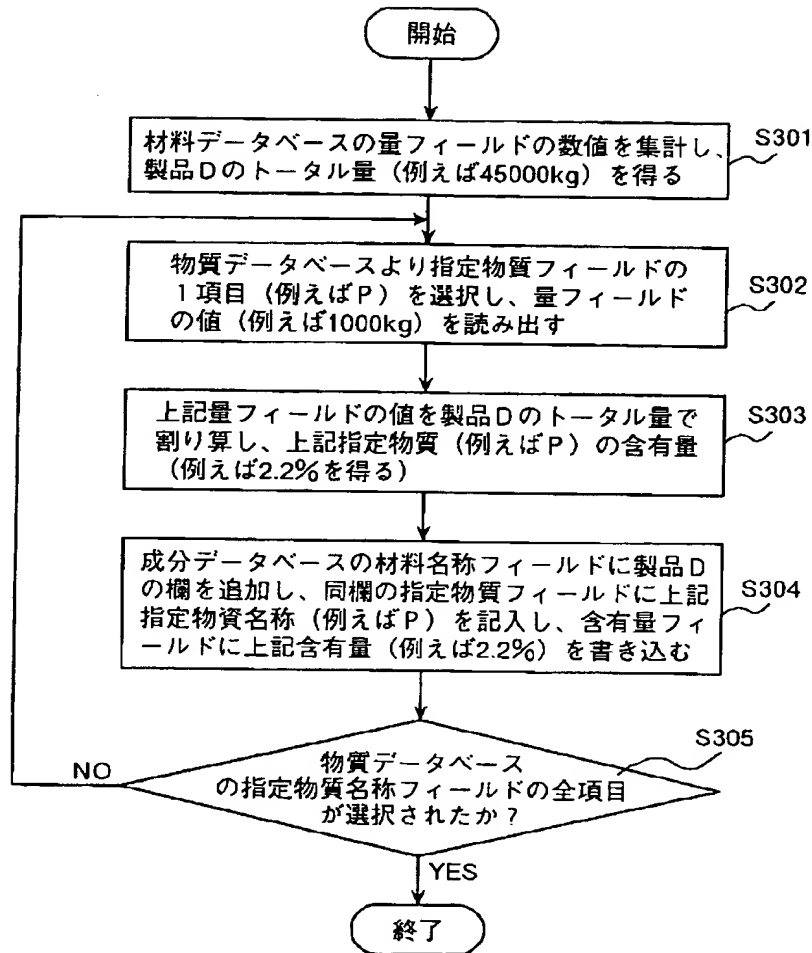 開始
材料データベースの量フィールドの数値を集計し、
製品Dのトータル量（例えば45000kg）を得る
S301
物質データベースより指定物質フィールドの
１項目（例えばP）を選択し、量フィールド
の値（例えば1000kg）を読み出す
S302
上記量フィールドの値を製品Dのトータル量で
割り算し、上記指定物質（例えばP）の含有量
（例えば2.2%を得る）
S303
成分データベースの材料名称フィールドに製品D
の欄を追加し、同欄の指定物質フィールドに上記
指定物資名称（例えばP）を記入し、含有量フィ
ールドに上記含有量（例えば2.2%）を書き込む
S304
物質データベース
の指定物質名称フィールドの全項目
が選択されたか？
S305
NO
YES
終了